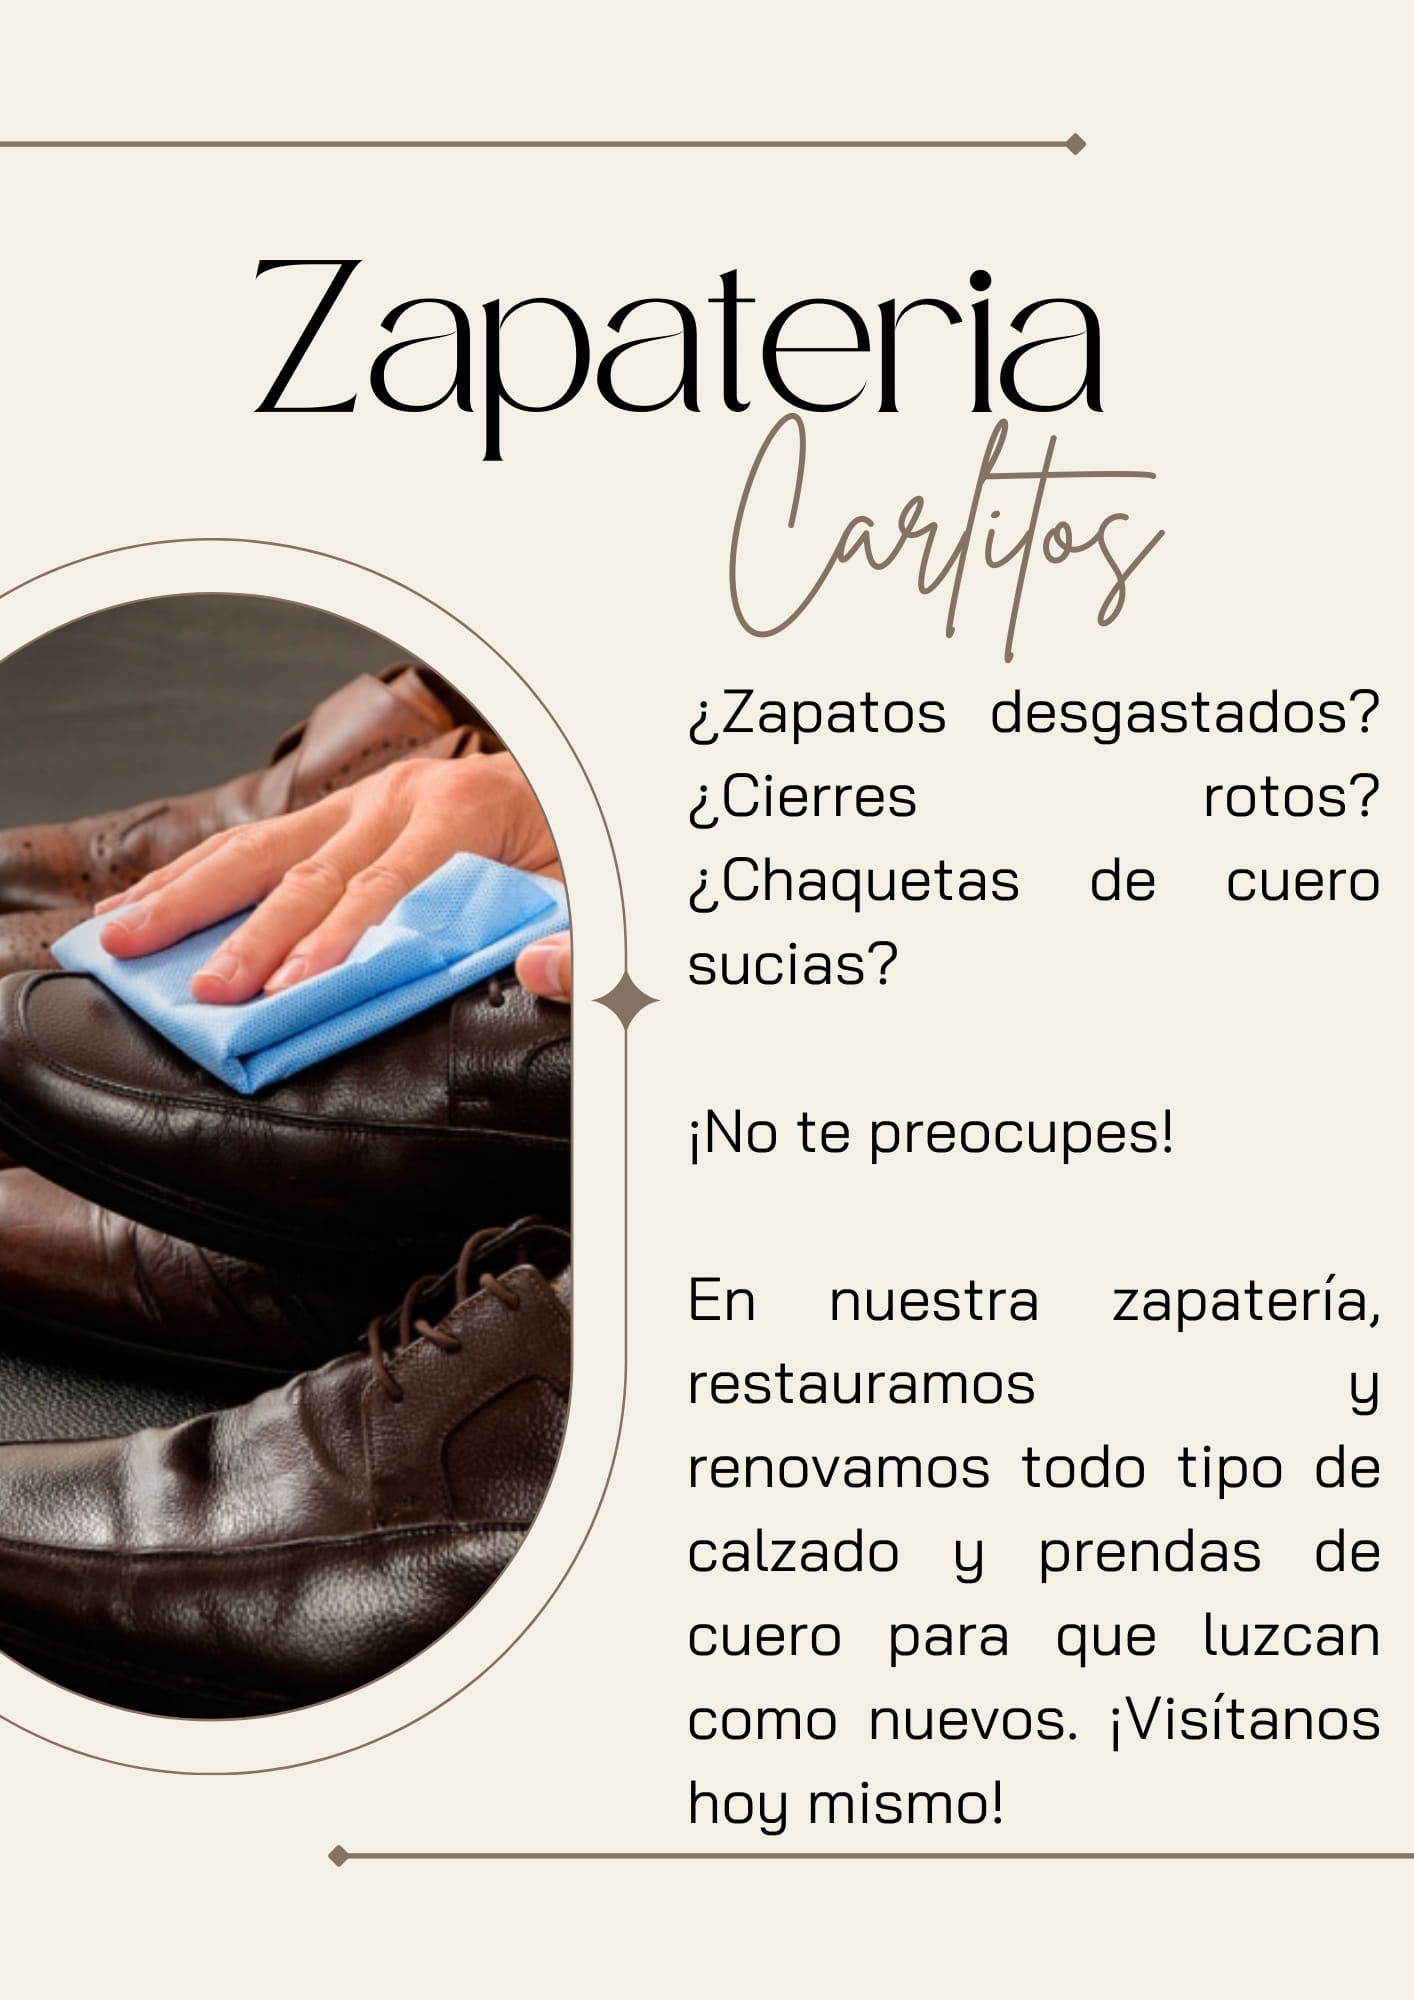 Zapateria
Carlitos
¿Zapatos desgastados?
¿Cierres rotos?
¿Chaquetas de cuero
sucias?
¡No te preocupes!
En nuestra zapatería,
restauramos y
renovamos todo tipo de
calzado y prendas de
cuero para que luzcan
como nuevos. ¡Visítanos
hoy mismo!